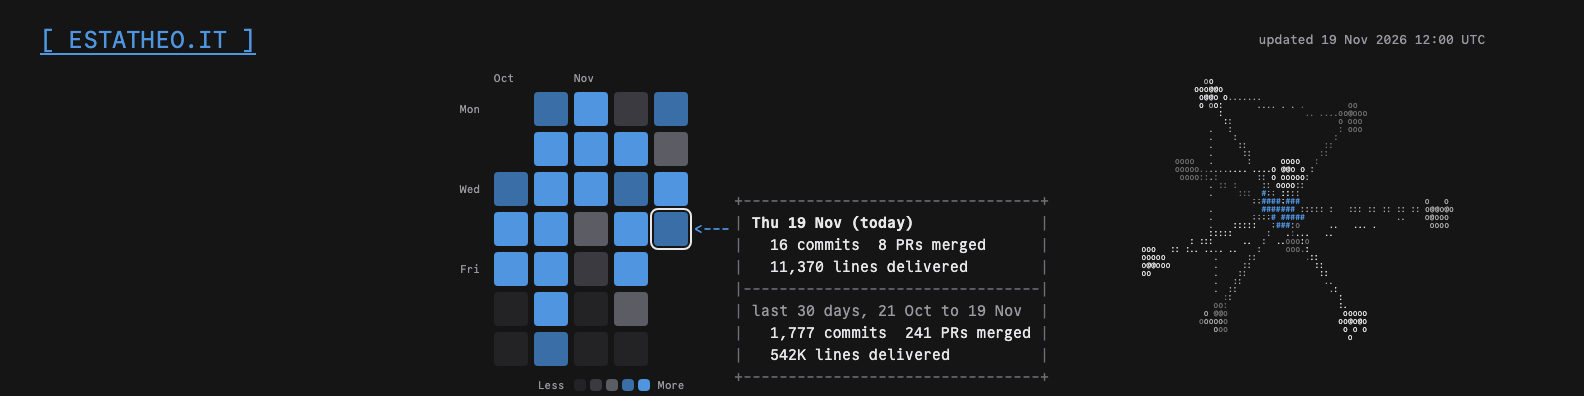 [ ESTATHEO.IT ]
updated 19 Nov 2026 12:00 UTC
Oct Nov
Mon
Wed
Fri
Less More
Thu 19 Nov (today)
16 commits 8 PRs merged
11,370 lines delivered
last 30 days, 21 Oct to 19 Nov
1,777 commits 241 PRs merged
542K lines delivered